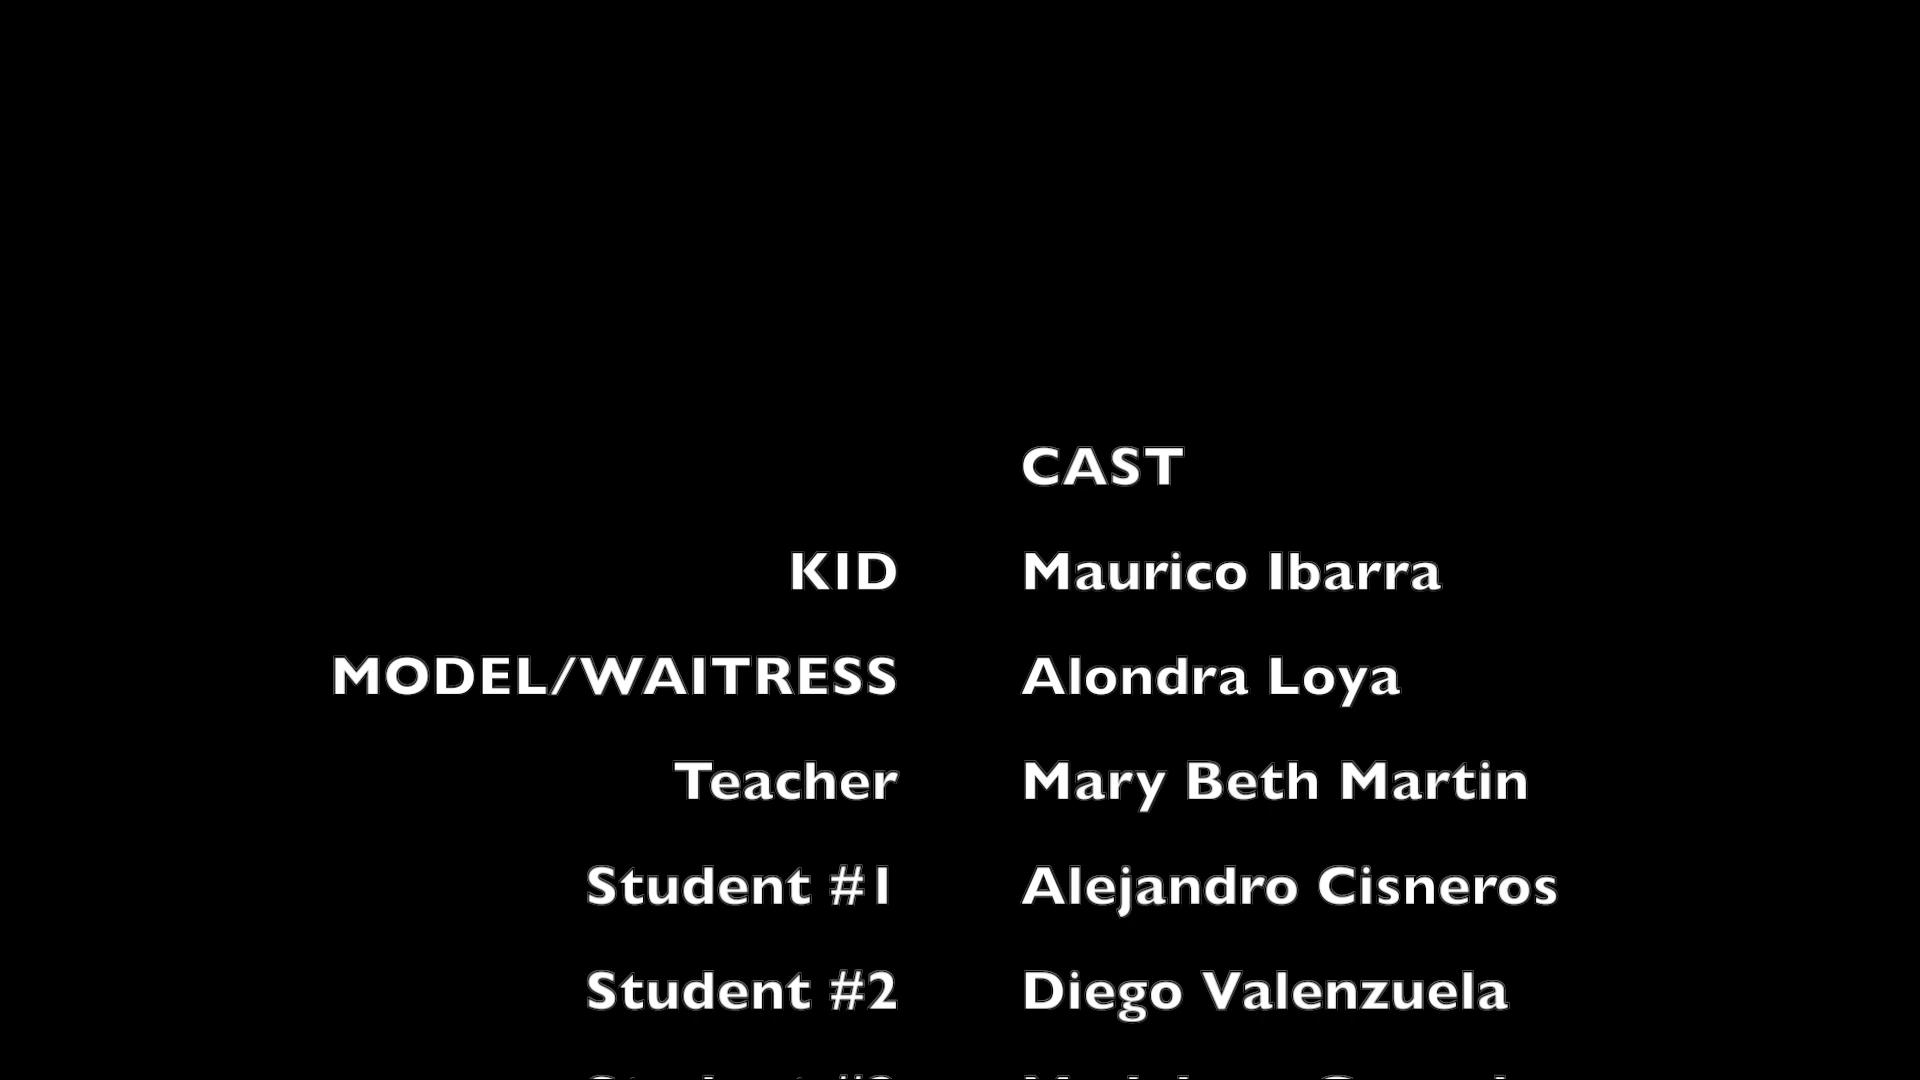 CAST
KID Maurico Ibarra
MODEL/WAITRESS Alondra Loya
Teacher Mary Beth Martin
Student #1 Alejandro Cisneros
Student #2 Diego Valenzuela